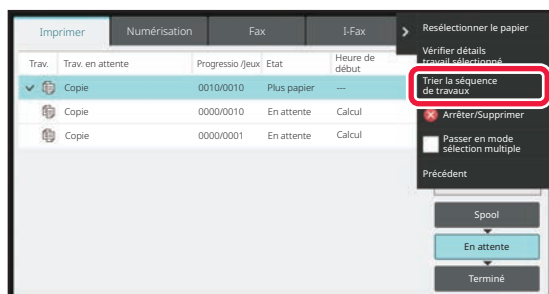 Imprimer Numérisation Fax I-Fax
Trav. Trav. en attente Progressio /Jeux Etat Heure de
début
Copie 0010/0010 Plus papier ---
Copie 0000/0010 En attente Calcul
Copie 0000/0001 En attente Calcul
Resélectionner le papier
Vérifier détails
travail sélectionné
Trier la séquence
de travaux
Arrêter/Supprimer
Passer en mode
sélection multiple
Précédent
Spool
En attente
Terminé